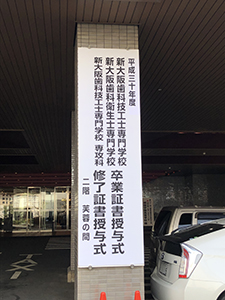 平成三十年度
新大阪歯科技工士専門学校
新大阪歯科衛生士専門学校 卒業証書授与式
新大阪歯科技工士専門学校 専攻科 修了証書授与式
二階 芙蓉の間